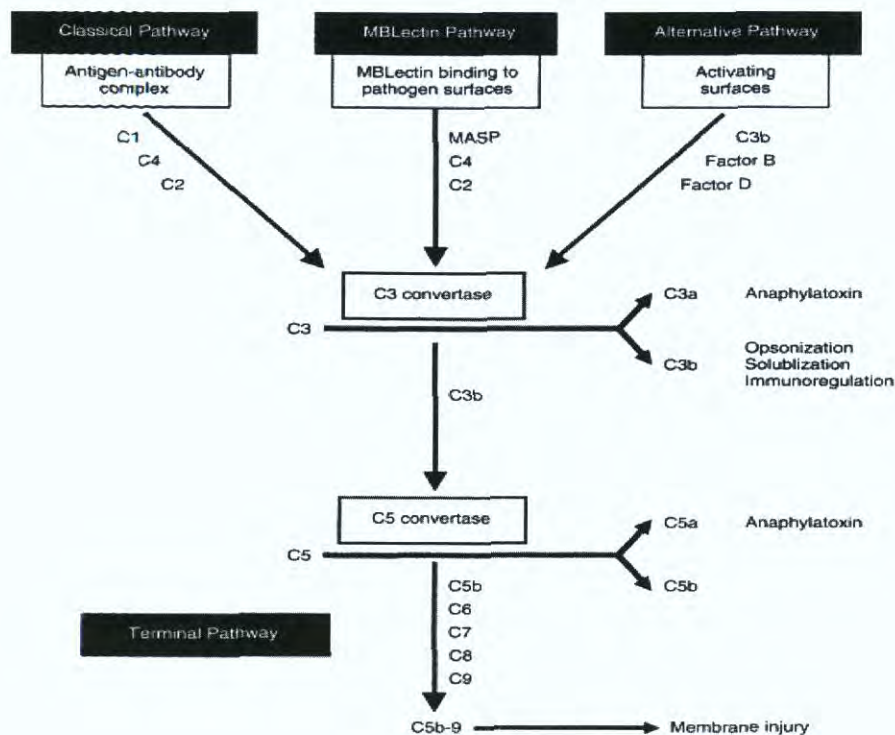 Classical Pathway
MBLectin Pathway
Alternative Pathway
Antigen-antibody
complex
MBLectin binding to
pathogen surfaces
Activating
surfaces
C1
C4
C2
MASP
C4
C2
C3b
Factor B
Factor D
C3 convertase
C3
C3a
Anaphylatoxin
C3b
Opsonization
Solublization
Immunoregulation
C3b
C5 convertase
C5
C5a
Anaphylatoxin
C5b
C5b
C6
C7
C8
C9
Terminal Pathway
C5b-9
Membrane injury